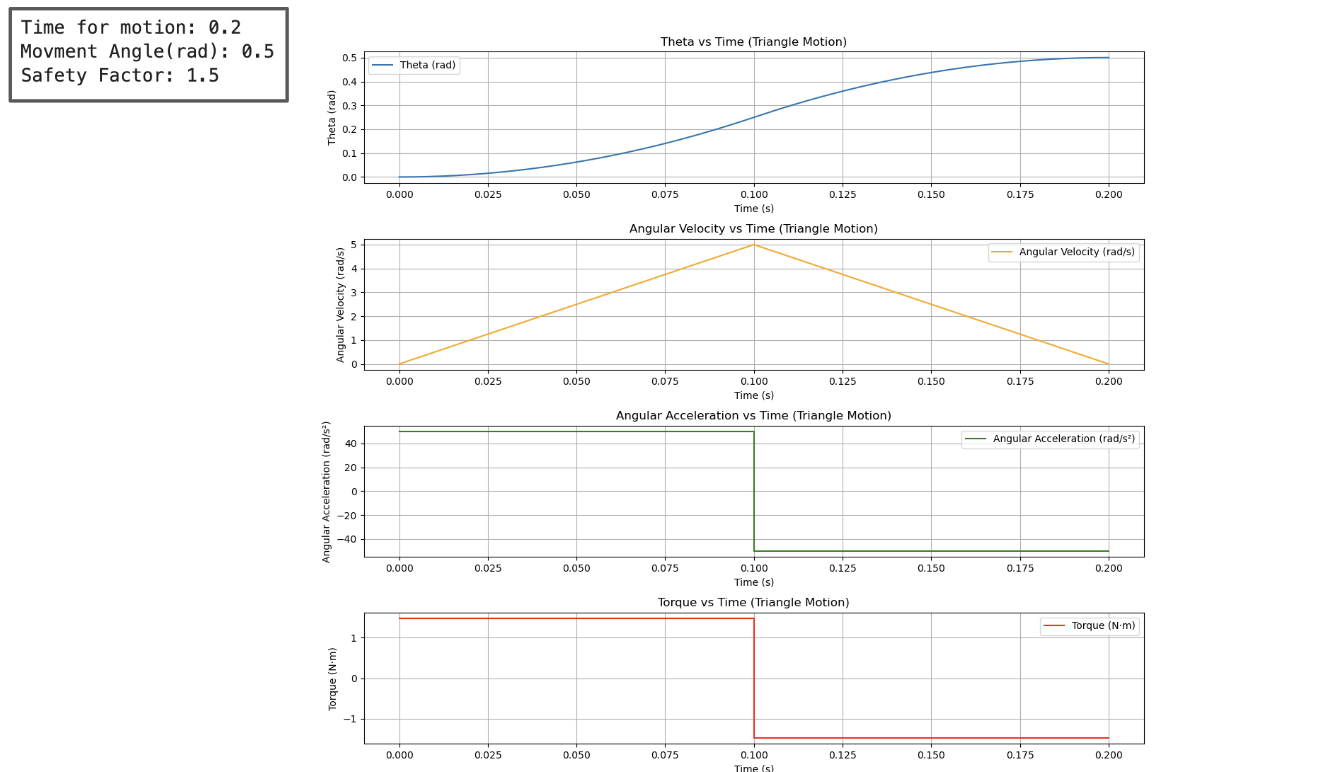 Time for motion: 0.2
Movment Angle(rad): 0.5
Safety Factor: 1.5
Theta vs Time (Triangle Motion)
Theta (rad)
Theta (rad)
0.5
0.4
0.3
0.2
0.1
0.0
0.000 0.025 0.050 0.075 0.100 0.125 0.150 0.175 0.200
Time (s)
Angular Velocity vs Time (Triangle Motion)
Angular Velocity (rad/s)
Angular Velocity (rad/s)
5
4
3
2
1
0
0.000 0.025 0.050 0.075 0.100 0.125 0.150 0.175 0.200
Time (s)
Angular Acceleration vs Time (Triangle Motion)
Angular Acceleration (rad/s²)
Angular Acceleration (rad/s²)
40
20
0
−20
−40
0.000 0.025 0.050 0.075 0.100 0.125 0.150 0.175 0.200
Time (s)
Torque vs Time (Triangle Motion)
Torque (N·m)
Torque (N·m)
1
0
−1
0.000 0.025 0.050 0.075 0.100 0.125 0.150 0.175 0.200
Time (s)